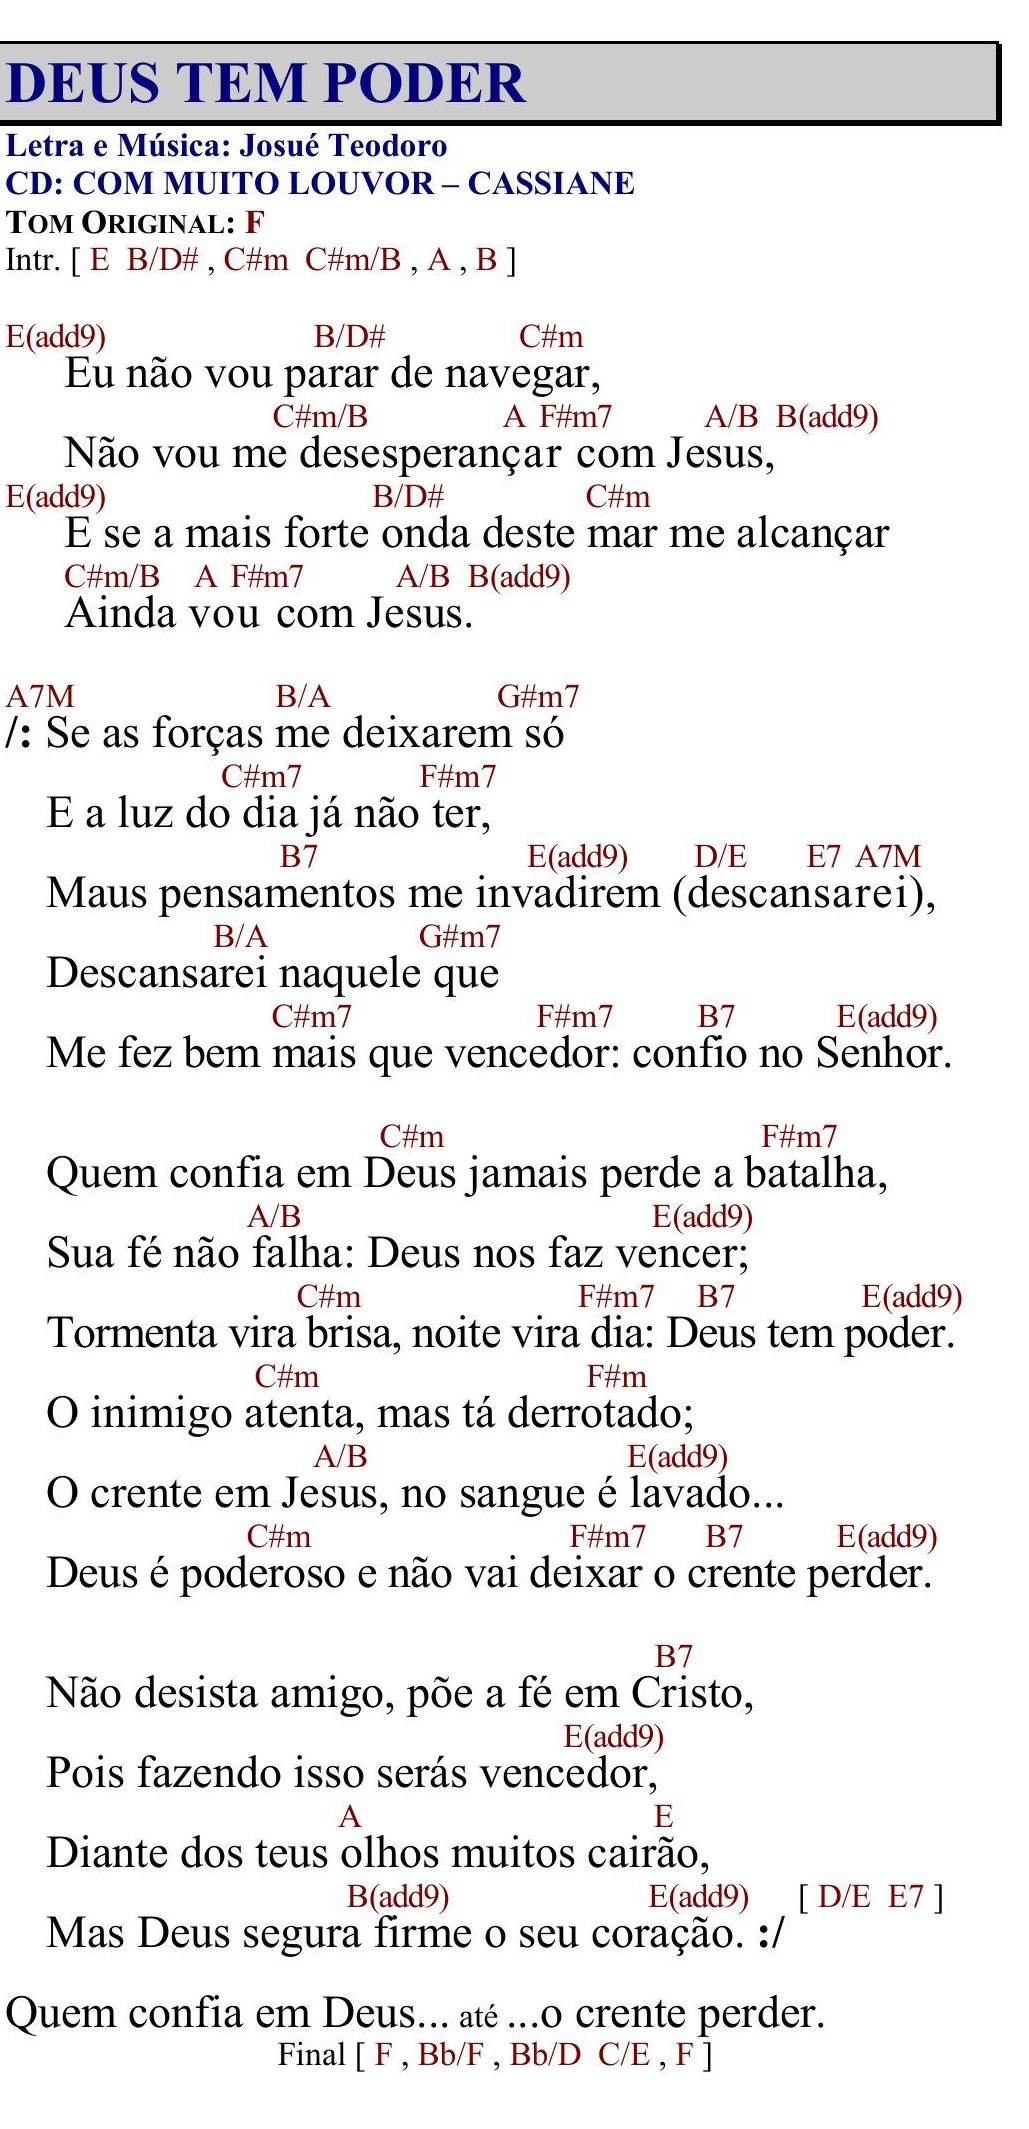 DEUS TEM PODER
Letra e Música: Josué Teodoro
CD: COM MUITO LOUVOR – CASSIANE
TOM ORIGINAL: F
Intr. [ E B/D# , C#m C#m/B , A , B ]
E(add9) B/D# C#m
Eu não vou parar de navegar,
C#m/B A F#m7 A/B B(add9)
Não vou me desesperançar com Jesus,
E(add9) B/D# C#m
E se a mais forte onda deste mar me alcançar
C#m/B A F#m7 A/B B(add9)
Ainda vou com Jesus.
A7M B/A G#m7
/: Se as forças me deixarem só
C#m7 F#m7
E a luz do dia já não ter,
B7 E(add9) D/E E7 A7M
Maus pensamentos me invadirem (descansarei),
B/A G#m7
Descansarei naquele que
C#m7 F#m7 B7 E(add9)
Me fez bem mais que vencedor: confio no Senhor.
C#m F#m7
Quem confia em Deus jamais perde a batalha,
A/B E(add9)
Sua fé não falha: Deus nos faz vencer;
C#m F#m7 B7 E(add9)
Tormenta vira brisa, noite vira dia: Deus tem poder.
C#m F#m
O inimigo atenta, mas tá derrotado;
A/B E(add9)
O crente em Jesus, no sangue é lavado...
C#m F#m7 B7 E(add9)
Deus é poderoso e não vai deixar o crente perder.
B7
Não desista amigo, põe a fé em Cristo,
E(add9)
Pois fazendo isso serás vencedor,
A E
Diante dos teus olhos muitos cairão,
B(add9) E(add9) [ D/E E7 ]
Mas Deus segura firme o seu coração. :/
Quem confia em Deus... até ...o crente perder.
Final [ F , Bb/F , Bb/D C/E , F ]